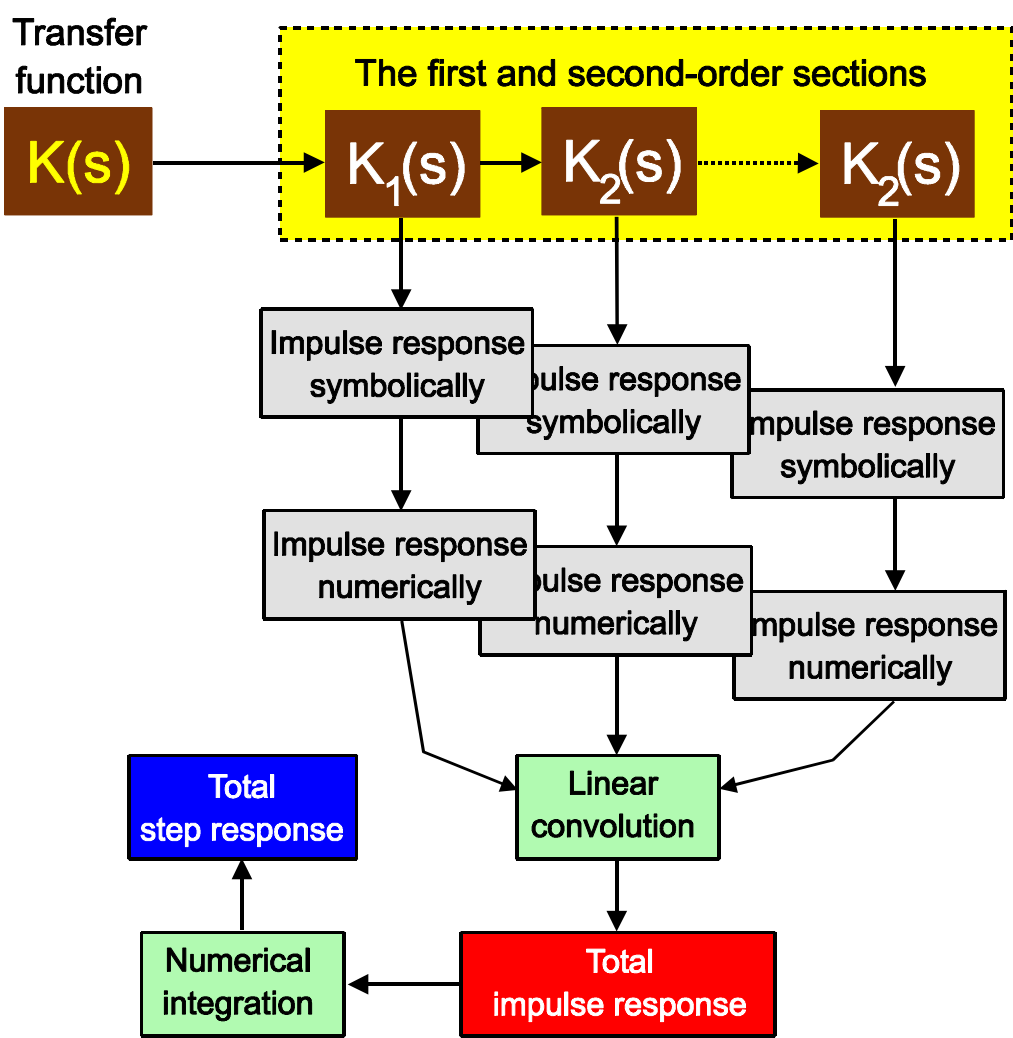 Transfer
function
K(s)
The first and second-order sections
K1(s)
K2(s)
K2(s)
Impulse response
symbolically
pulse response
symbolically
mpulse response
symbolically
Impulse response
numerically
pulse response
numerically
mpulse response
numerically
Linear
convolution
Total
step response
Numerical
integration
Total
impulse response